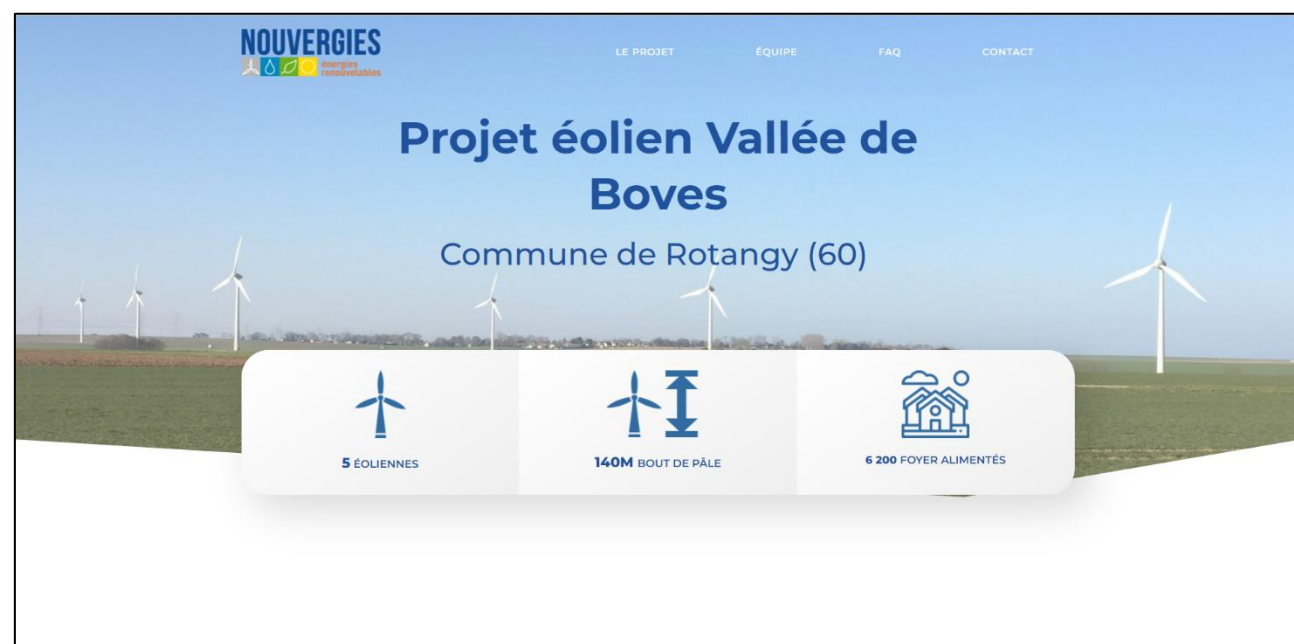 NOUVERGIES
énergies
renouvelables
LE PROJET
ÉQUIPE
FAQ
CONTACT
Projet éolien Vallée de
Boves
Commune de Rotangy (60)
5 ÉOLIENNES
140M BOUT DE PÂLE
6 200 FOYER ALIMENTÉS